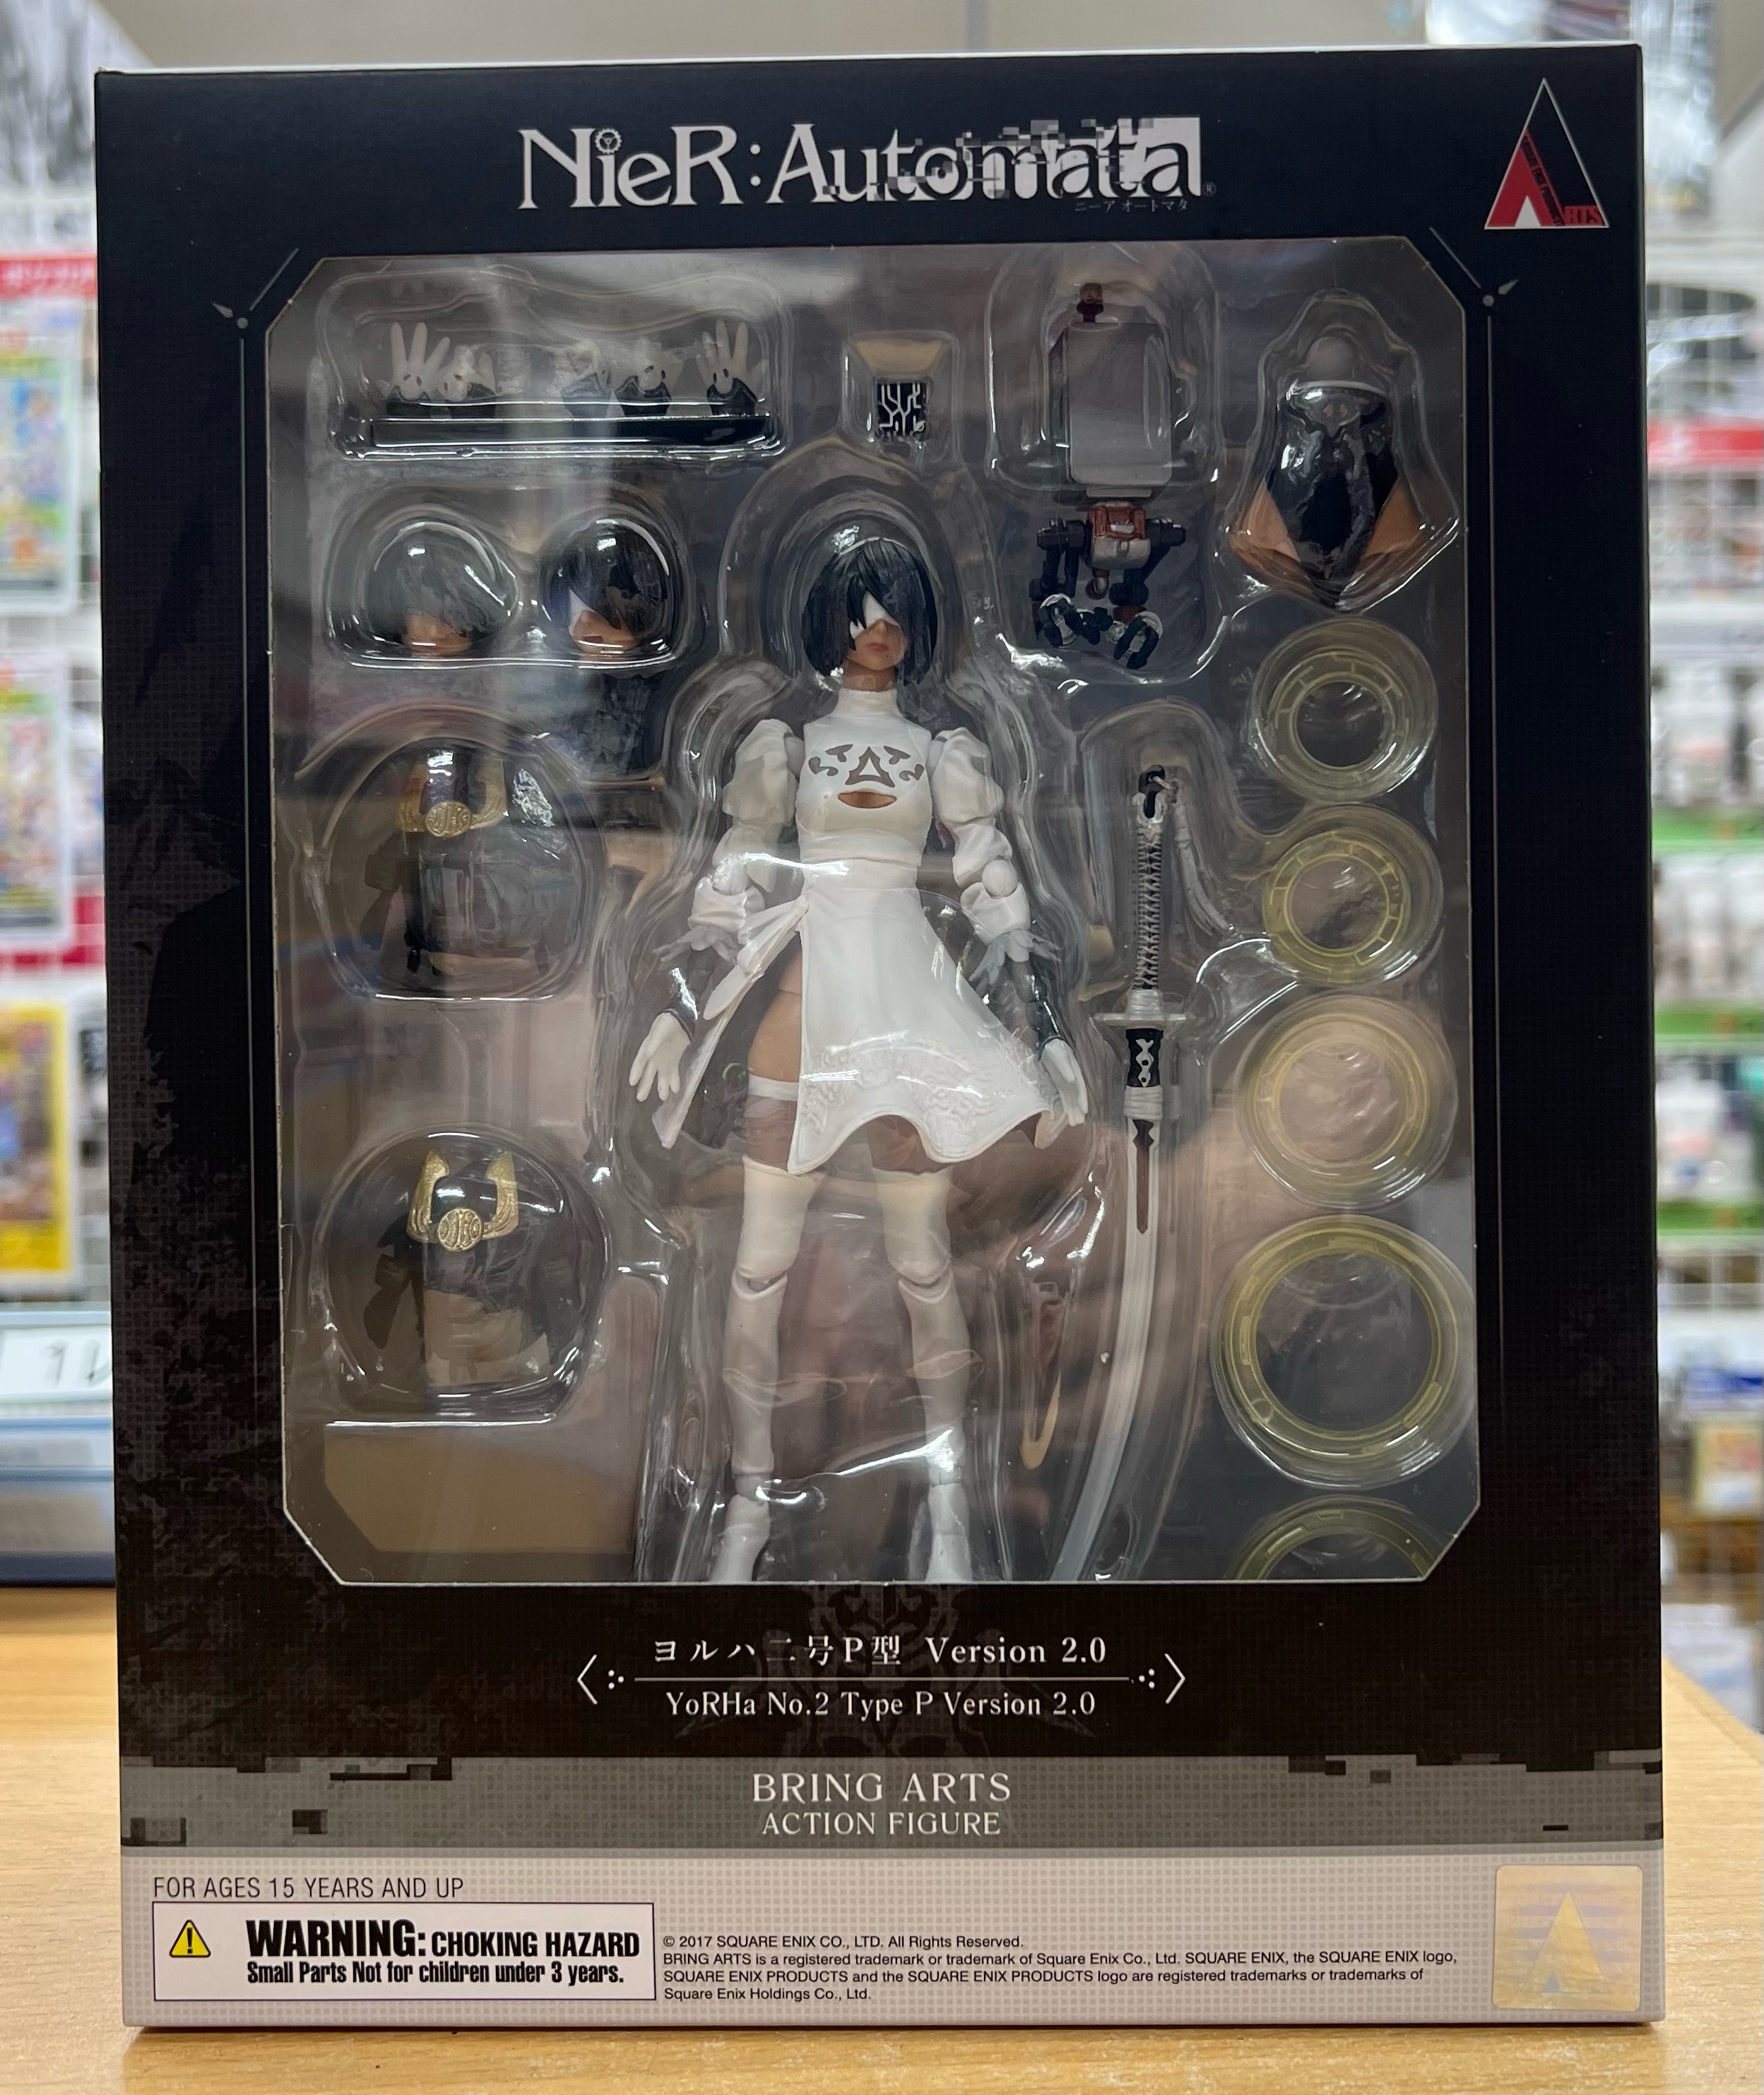 NieR:Automata®
ニーア オートマタ
ヨルハ二号P型 Version 2.0
YoRHa No.2 Type P Version 2.0
BRING ARTS
ACTION FIGURE
FOR AGES 15 YEARS AND UP
WARNING: CHOKING HAZARD
Small Parts Not for children under 3 years.
© 2017 SQUARE ENIX CO., LTD. All Rights Reserved.
BRING ARTS is a registered trademark or trademark of Square Enix Co., Ltd. SQUARE ENIX, the SQUARE ENIX logo,
SQUARE ENIX PRODUCTS and the SQUARE ENIX PRODUCTS logo are registered trademarks or trademarks of
Square Enix Holdings Co., Ltd.